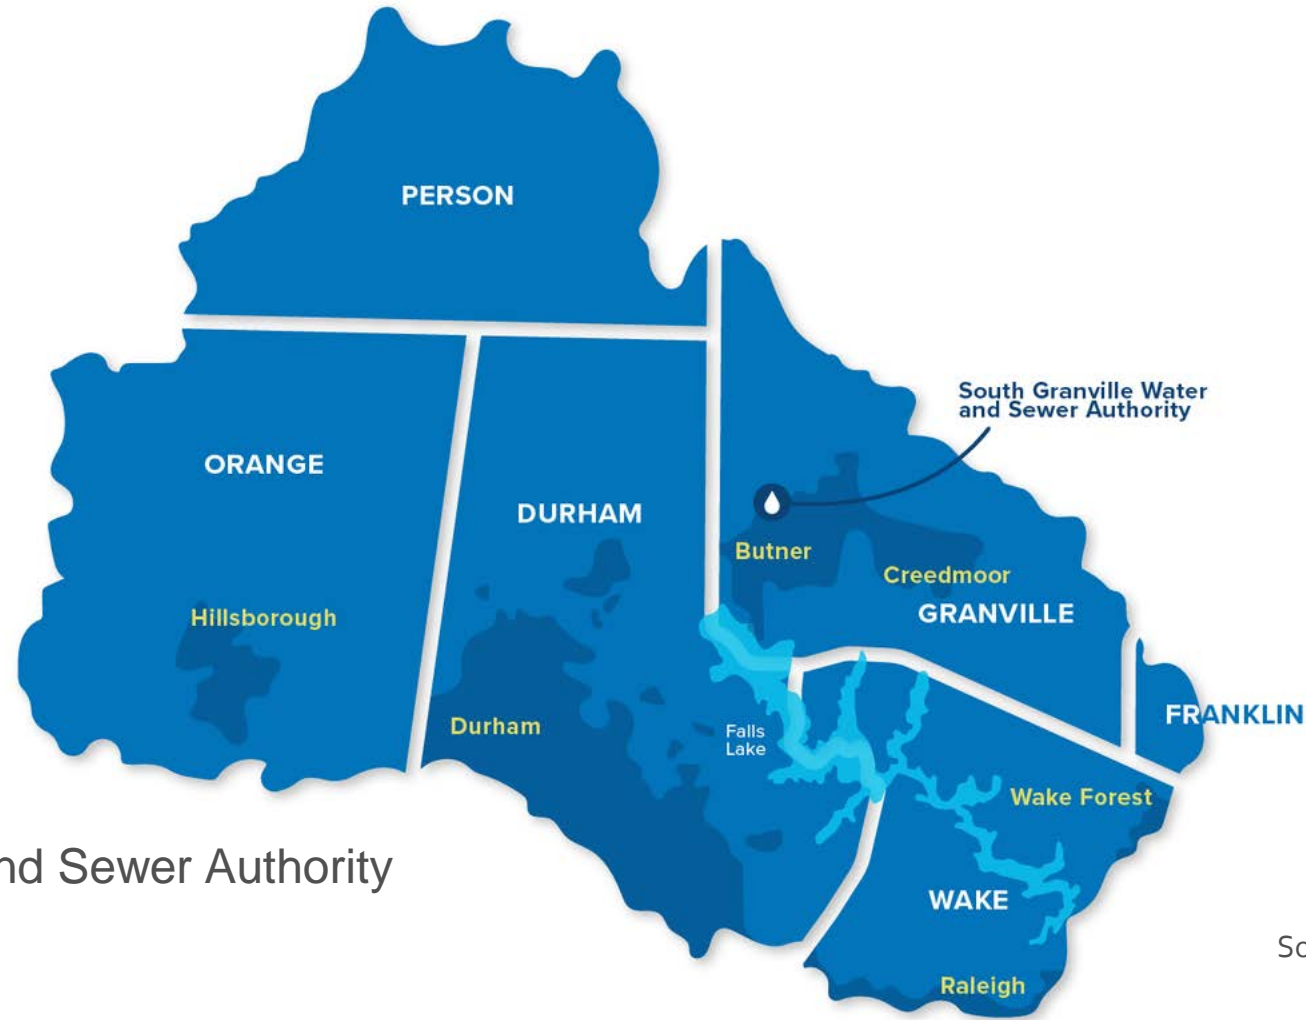 PERSON
South Granville Water
and Sewer Authority
ORANGE
DURHAM
Butner
Creedmoor
GRANVILLE
Hillsborough
FRANKLIN
Durham
Falls
Lake
Wake Forest
nd Sewer Authority
WAKE
Raleigh